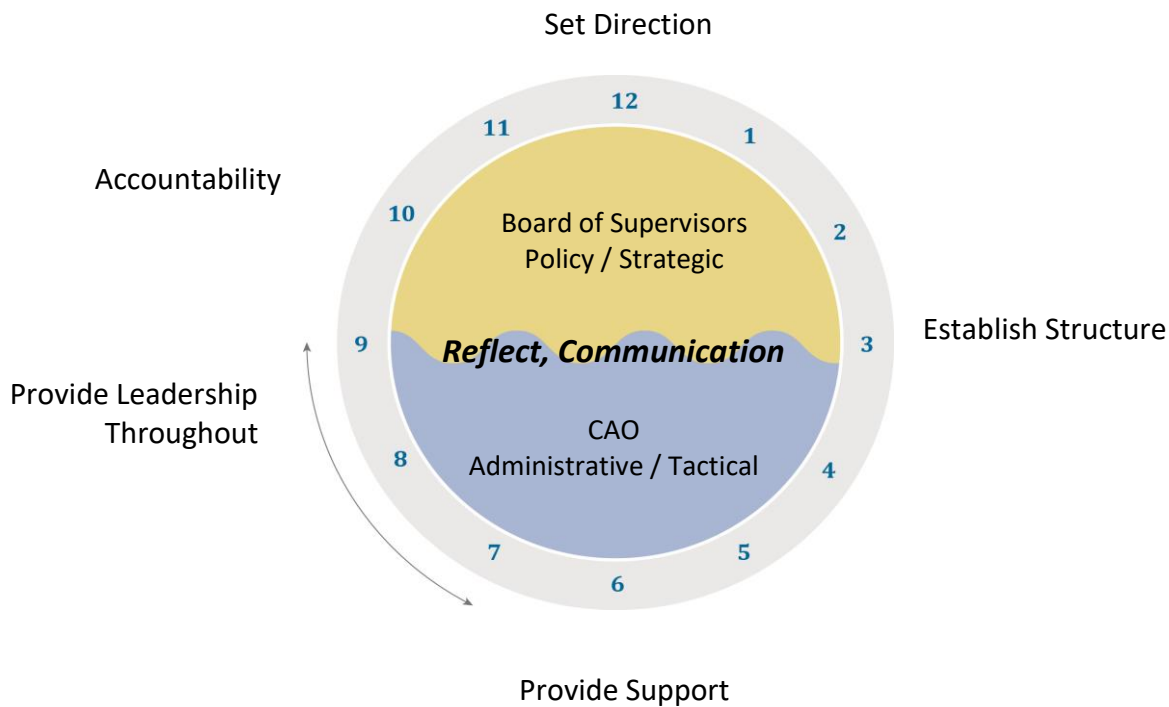 Set Direction
12
11
1
Accountability
10
2
Board of Supervisors
Policy / Strategic
Establish Structure
9
Reflect, Communication
3
Provide Leadership
Throughout
8
CAO
Administrative / Tactical
4
7
5
6
Provide Support